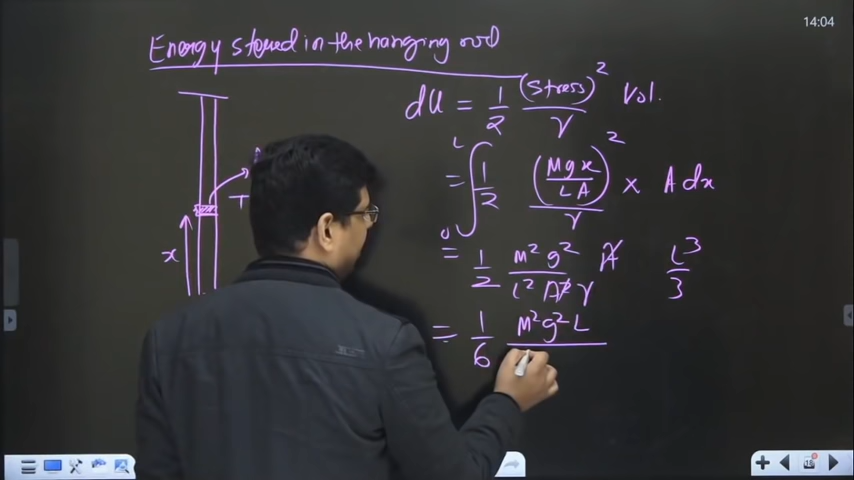 14:04
Energy stored in the hanging rod
dU = 1/2 (stress)²/Y Vol.
= ∫₀ᴸ 1/2 (Mgx/LA)²/Y × A dx
= 1/2 M²g²/L²A²Y A L³/3
= 1/6 M²g²L
T
x